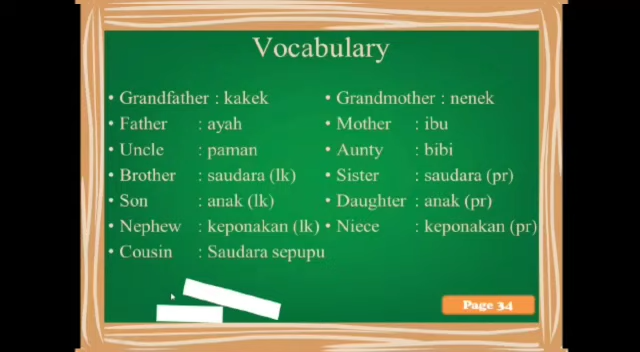 Vocabulary
• Grandfather : kakek • Grandmother : nenek
• Father : ayah • Mother : ibu
• Uncle : paman • Aunty : bibi
• Brother : saudara (lk) • Sister : saudara (pr)
• Son : anak (lk) • Daughter : anak (pr)
• Nephew : keponakan (lk) • Niece : keponakan (pr)
• Cousin : Saudara sepupu
Page 34